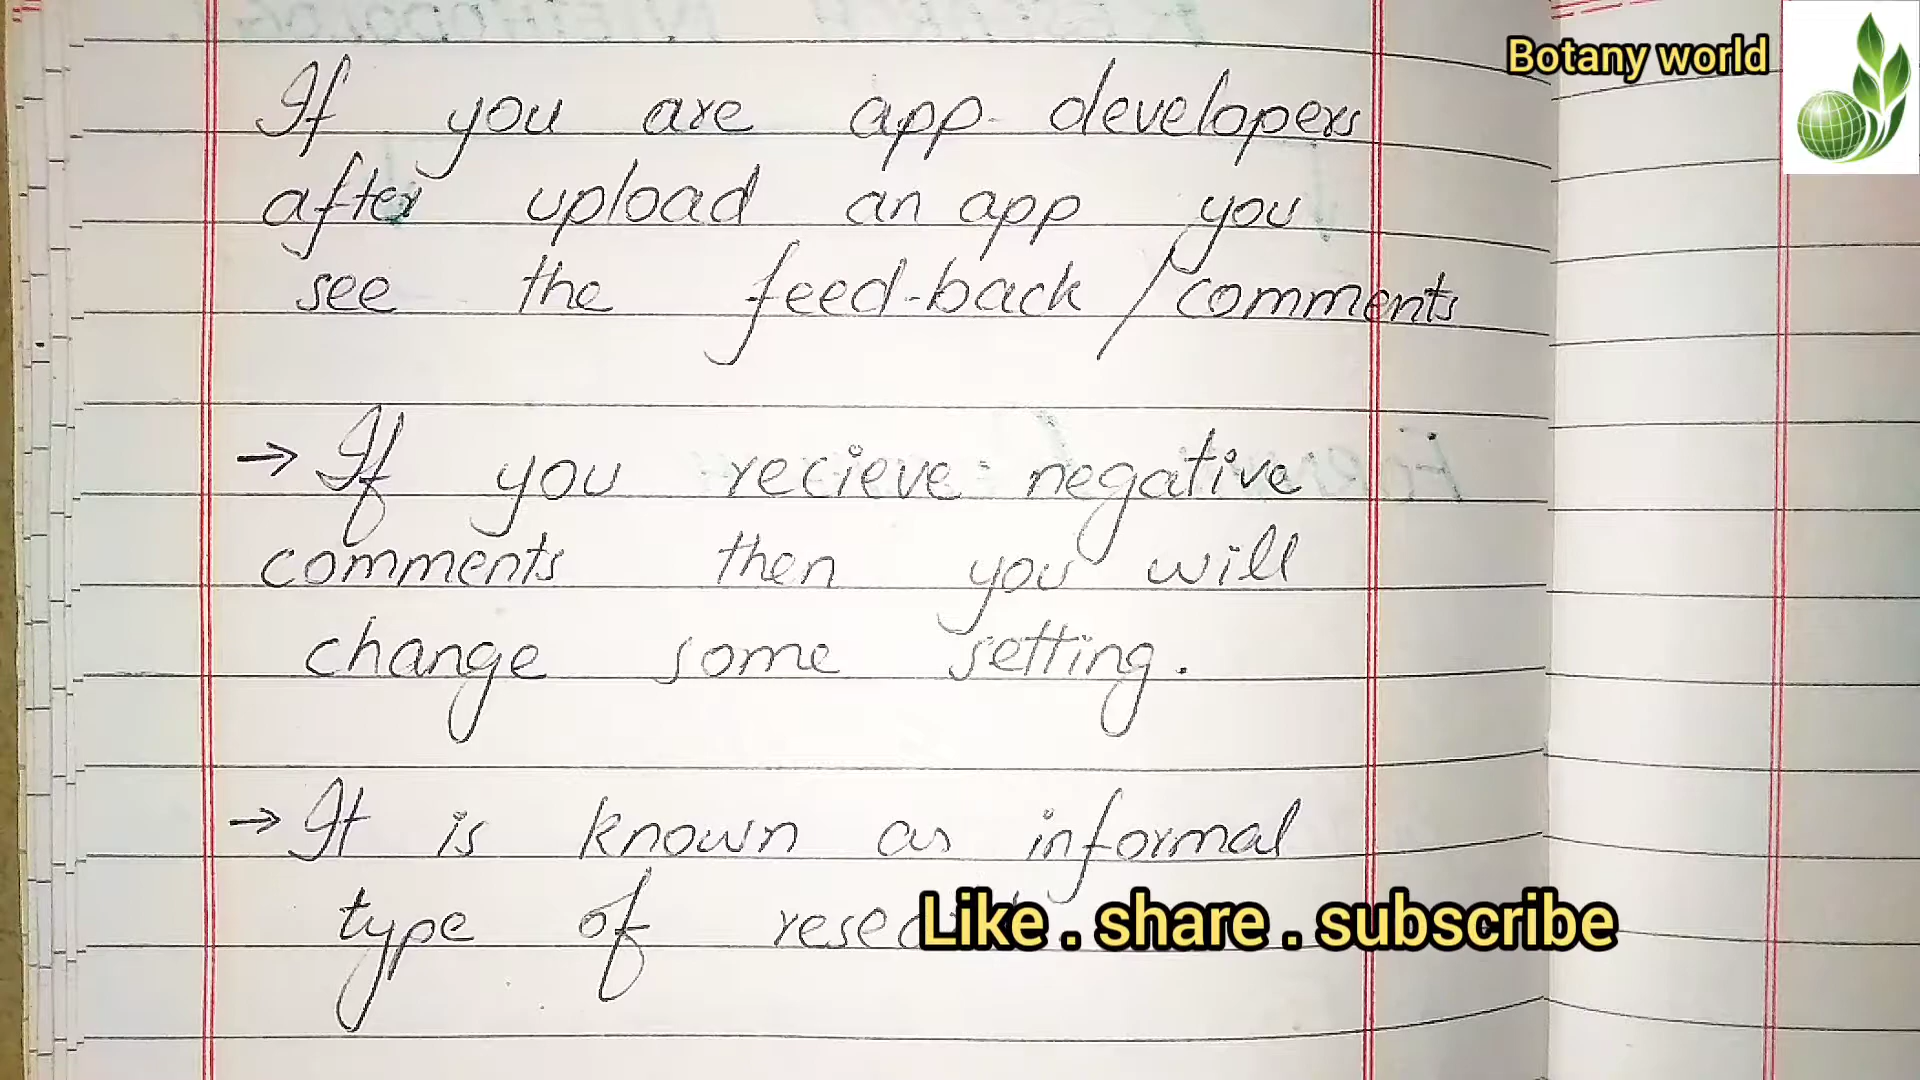 Botany world
If you are app developers
after upload an app you
see the feed-back / comments
→ If you recieve negative
comments then you will
change some setting.
→ It is known as informal
type of
Like . share . subscribe